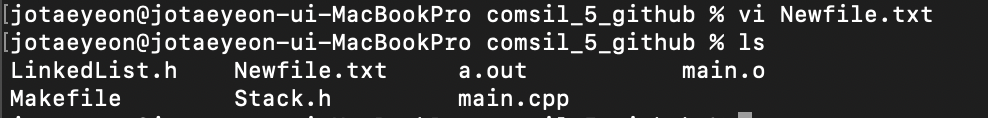 [jotaeyeon@jotaeyeon-ui-MacBookPro comsil_5_github % vi Newfile.txt
[jotaeyeon@jotaeyeon-ui-MacBookPro comsil_5_github % ls
LinkedList.h Newfile.txt a.out main.o
Makefile Stack.h main.cpp